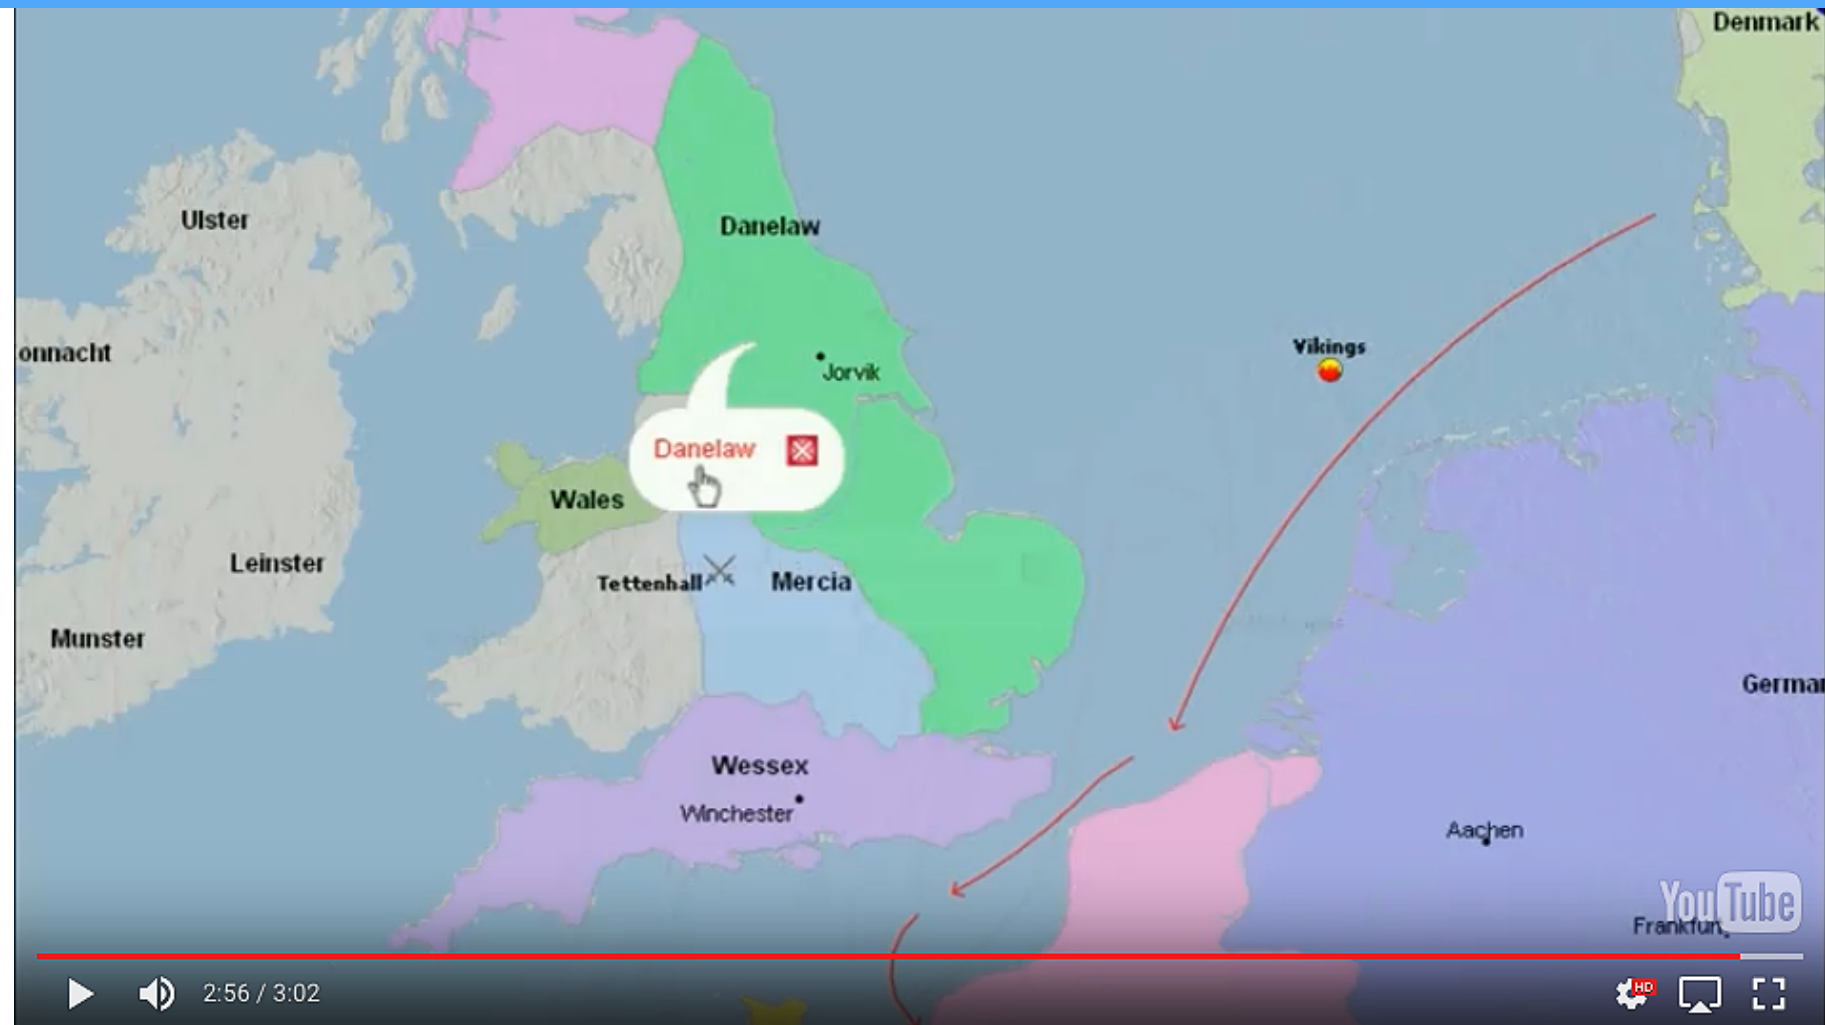 Denmark
Ulster
Danelaw
Vikings
onnacht
Jorvik
Danelaw
Wales
Leinster
Tettenhall
Mercia
Munster
Germa
Wessex
Winchester
Aachen
YouTube
Frankfur
2:56 / 3:02
HD